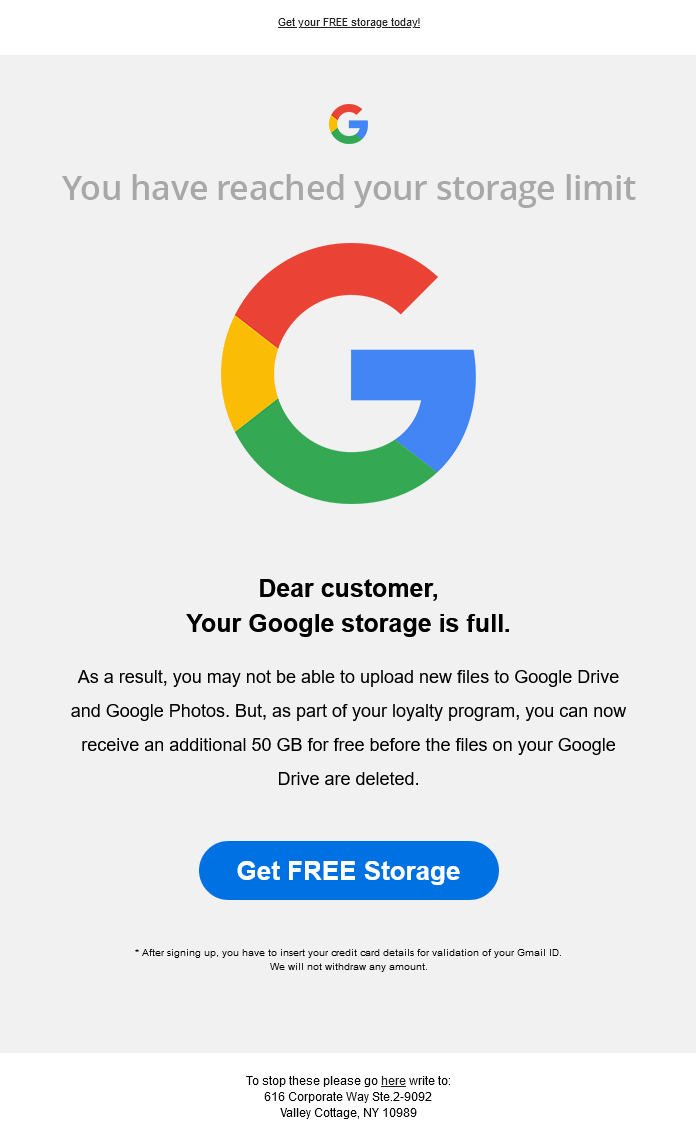 Get your FREE storage today!
You have reached your storage limit
Dear customer,
Your Google storage is full.
As a result, you may not be able to upload new files to Google Drive
and Google Photos. But, as part of your loyalty program, you can now
receive an additional 50 GB for free before the files on your Google
Drive are deleted.
Get FREE Storage
* After signing up, you have to insert your credit card details for validation of your Gmail ID.
We will not withdraw any amount.
To stop these please go here write to:
616 Corporate Way Ste.2-9092
Valley Cottage, NY 10989